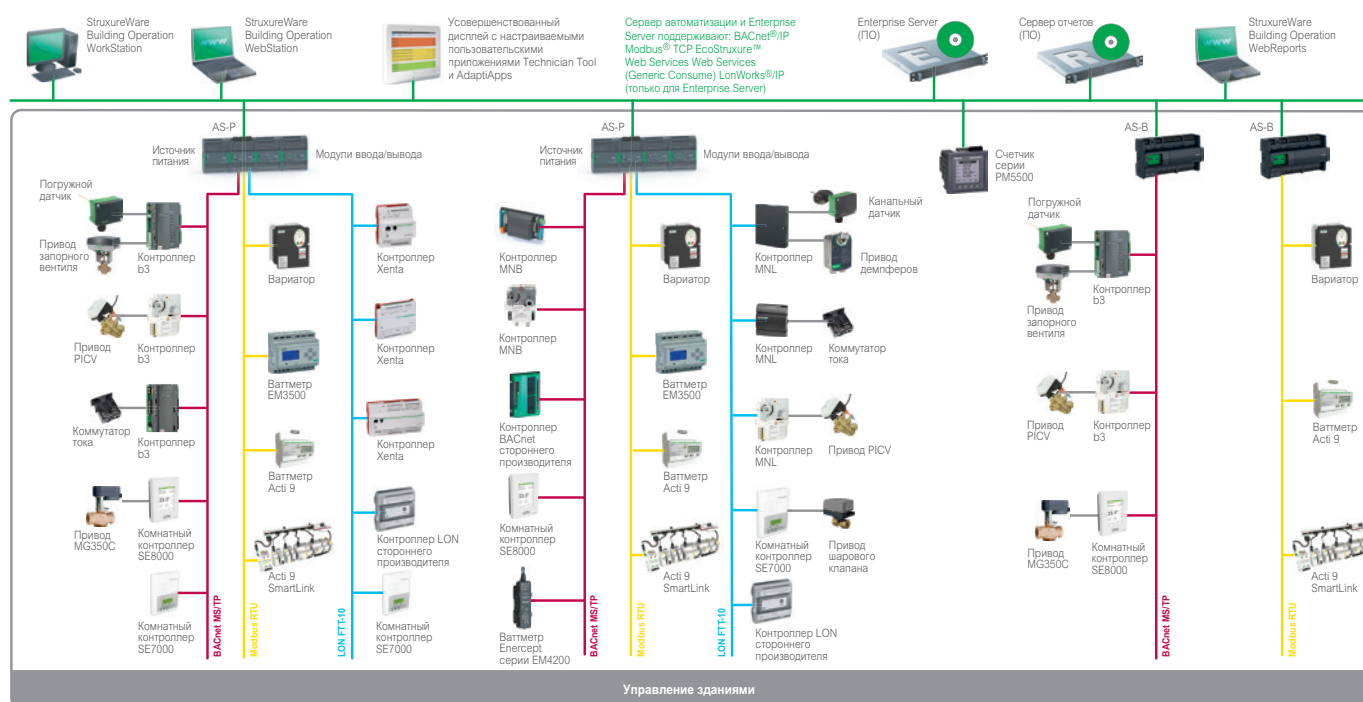 StruxureWare
Building Operation
WorkStation
StruxureWare
Building Operation
WebStation
Усовершенствованный
дисплей с настраиваемыми
пользовательскими
приложениями Technician Tool
и AdaptiApps
Сервер автоматизации и Enterprise
Server поддерживают: BACnet®/IP
Modbus® TCP EcoStruxure™
Web Services Web Services
(Generic Consume) LonWorks®/IP
(только для Enterprise Server)
Enterprise Server
(ПО)
Сервер отчетов
(ПО)
StruxureWare
Building Operation
WebReports
WWW
E
R
WWW
AS-P
Источник
питания
Модули ввода/вывода
AS-P
Источник
питания
Модули ввода/вывода
Счетчик
серии
PM5500
AS-B
AS-B
Погружной
датчик
Привод
запорного
вентиля
Контроллер
b3
Привод
PICV
Контроллер
b3
Коммутатор
тока
Контроллер
b3
Привод
MG350C
Комнатный
контроллер
SE8000
Комнатный
контроллер
SE7000
BACnet MS/TP
Вариатор
Ваттметр
EM3500
Ваттметр
Acti 9
Acti 9
SmartLink
Modbus RTU
Контроллер
Xenta
Контроллер
Xenta
Контроллер
Xenta
Контроллер LON
стороннего
производителя
Комнатный
контроллер
SE7000
LON FTT-10
Контроллер
MNB
Контроллер
MNB
Контроллер
BACnet
стороннего
производителя
Комнатный
контроллер
SE8000
Ваттметр
Enercept
серии EM4200
BACnet MS/TP
Вариатор
Ваттметр
EM3500
Ваттметр
Acti 9
Acti 9
SmartLink
Modbus RTU
Канальный
датчик
Контроллер
MNL
Привод
демпферов
Контроллер
MNL
Коммутатор
тока
Контроллер
MNL
Привод PICV
Комнатный
контроллер
SE7000
Привод
шарового
клапана
Контроллер LON
стороннего
производителя
LON FTT-10
Погружной
датчик
Контроллер
b3
Привод
запорного
вентиля
Привод
PICV
Контроллер
b3
Привод
MG350C
Комнатный
контроллер
SE8000
BACnet MS/TP
Вариатор
Ваттметр
Acti 9
Acti 9
SmartLink
Modbus RTU
Управление зданиями